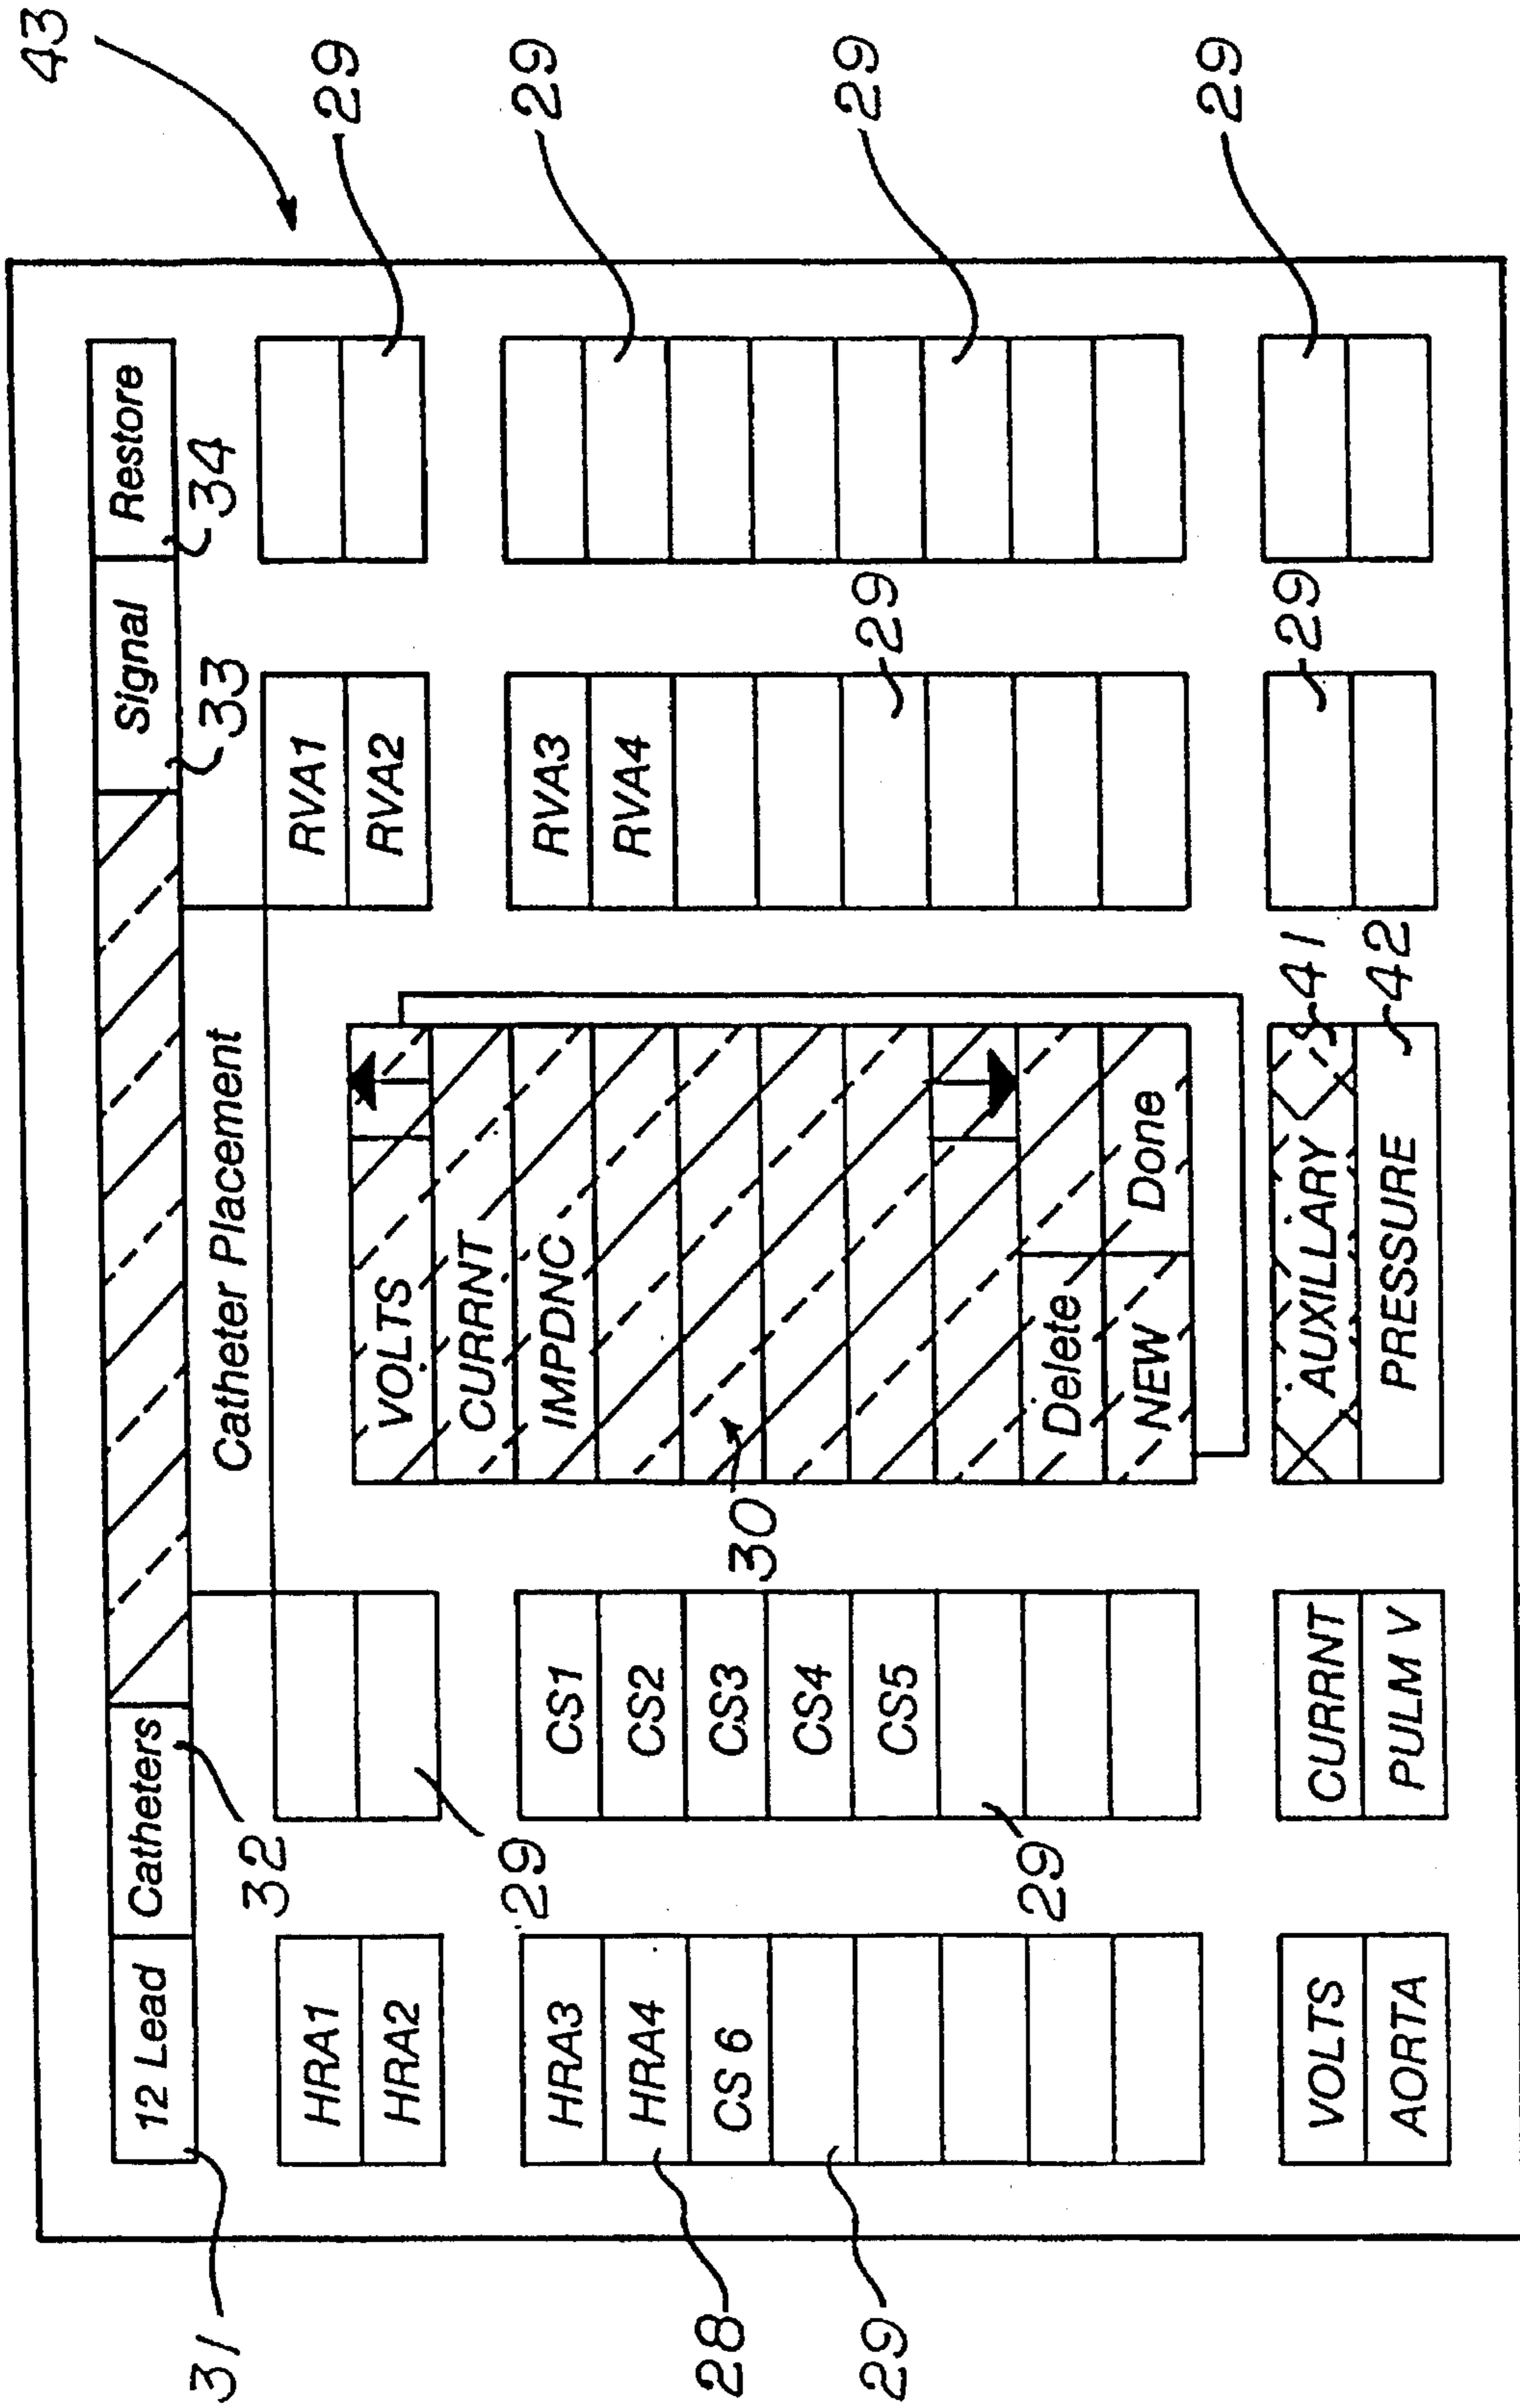 43
12 Lead
Catheters
Signal
Restore
31
32
33
34
Catheter Placement
HRA1
HRA2
RVA1
RVA2
29
29
HRA3
HRA4
CS 6
28
29
CS1
CS2
CS3
CS4
CS5
29
VOLTS
CURRNT
IMPDNC
30
Delete
NEW
Done
RVA3
RVA4
29
29
29
VOLTS
AORTA
CURRNT
PULM V
AUXILLARY
PRESSURE
41
42
29
29